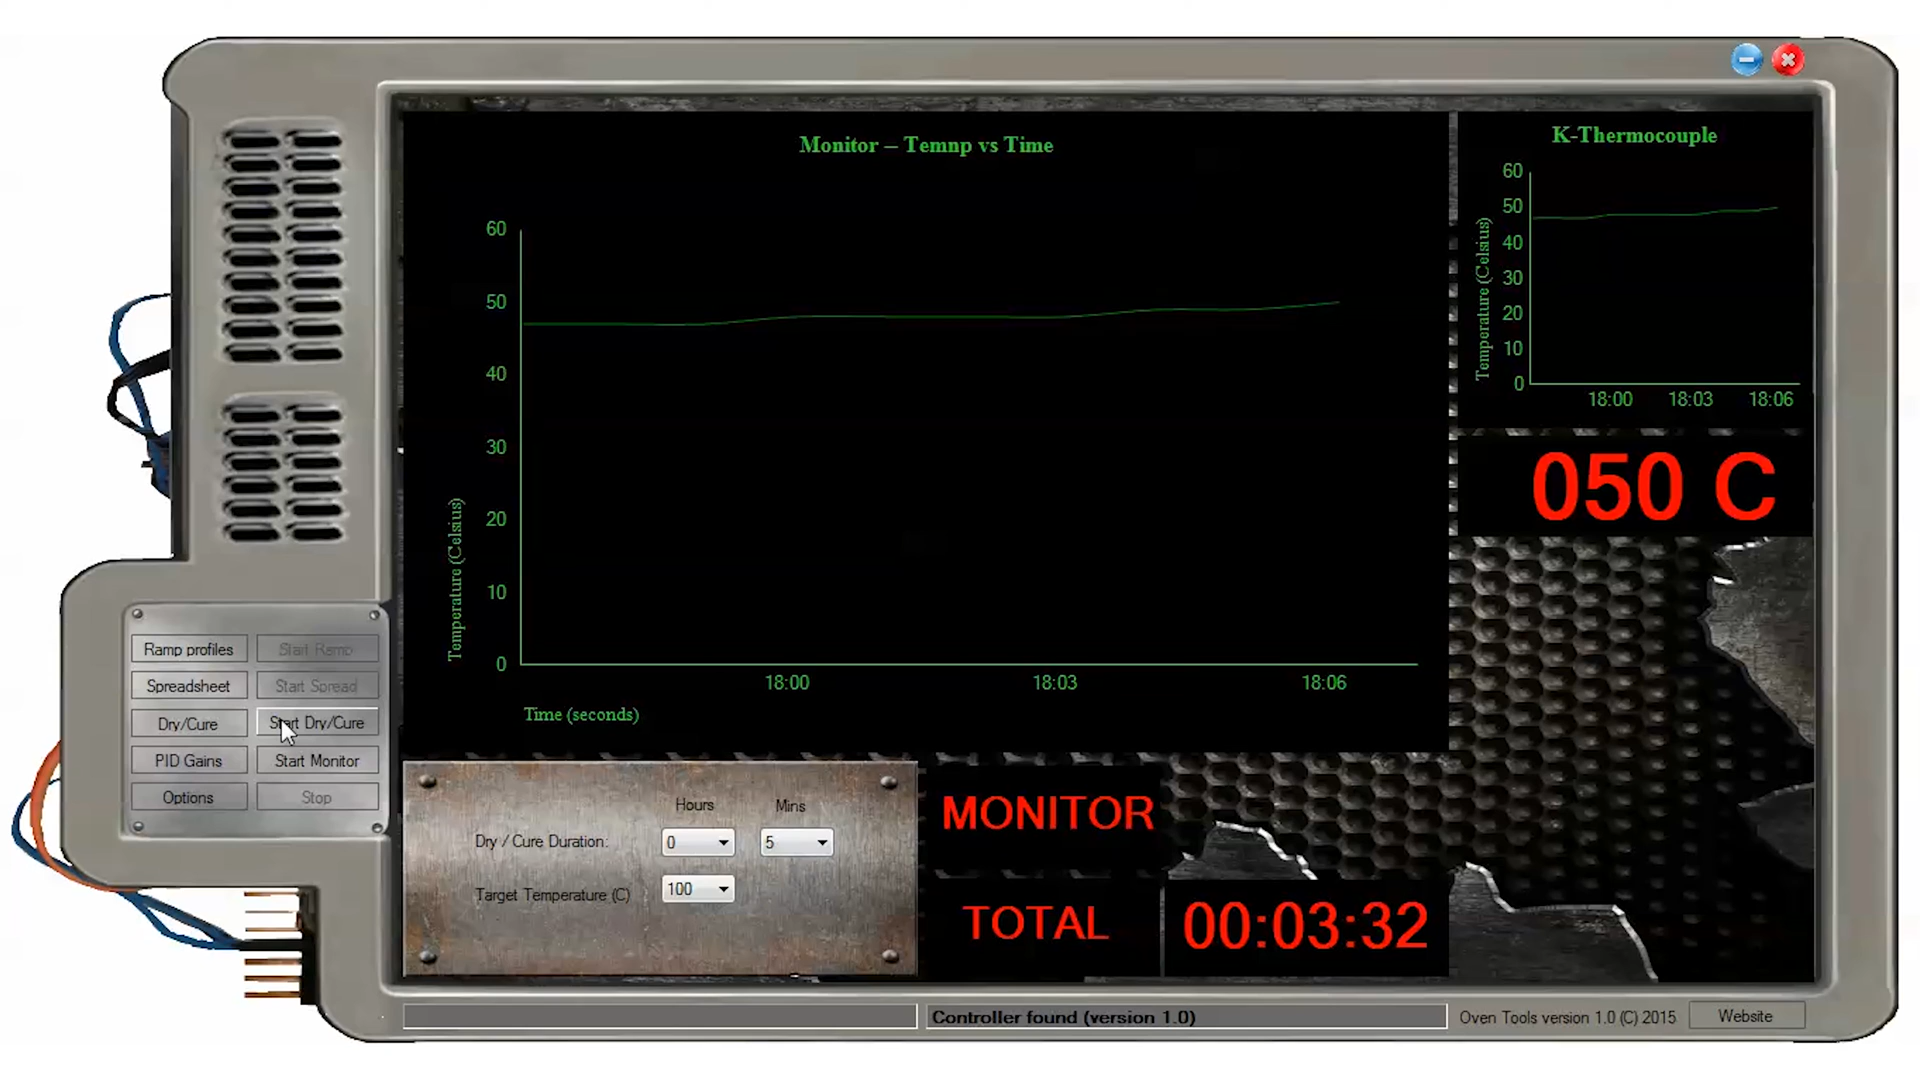 Monitor – Temnp vs Time
60
50
40
30
20
10
0
Temperature (Celsius)
18:00 18:03 18:06
Time (seconds)
K-Thermocouple
60
50
40
30
20
10
0
Temperature (Celsius)
18:00 18:03 18:06
050 C
Ramp profiles Start Ramp
Spreadsheet Start Spread
Dry/Cure Start Dry/Cure
PID Gains Start Monitor
Options Stop
Hours Mins
Dry / Cure Duration: 0 5
Target Temperature (C) 100
MONITOR
TOTAL 00:03:32
Controller found (version 1.0)
Oven Tools version 1.0 (C) 2015
Website